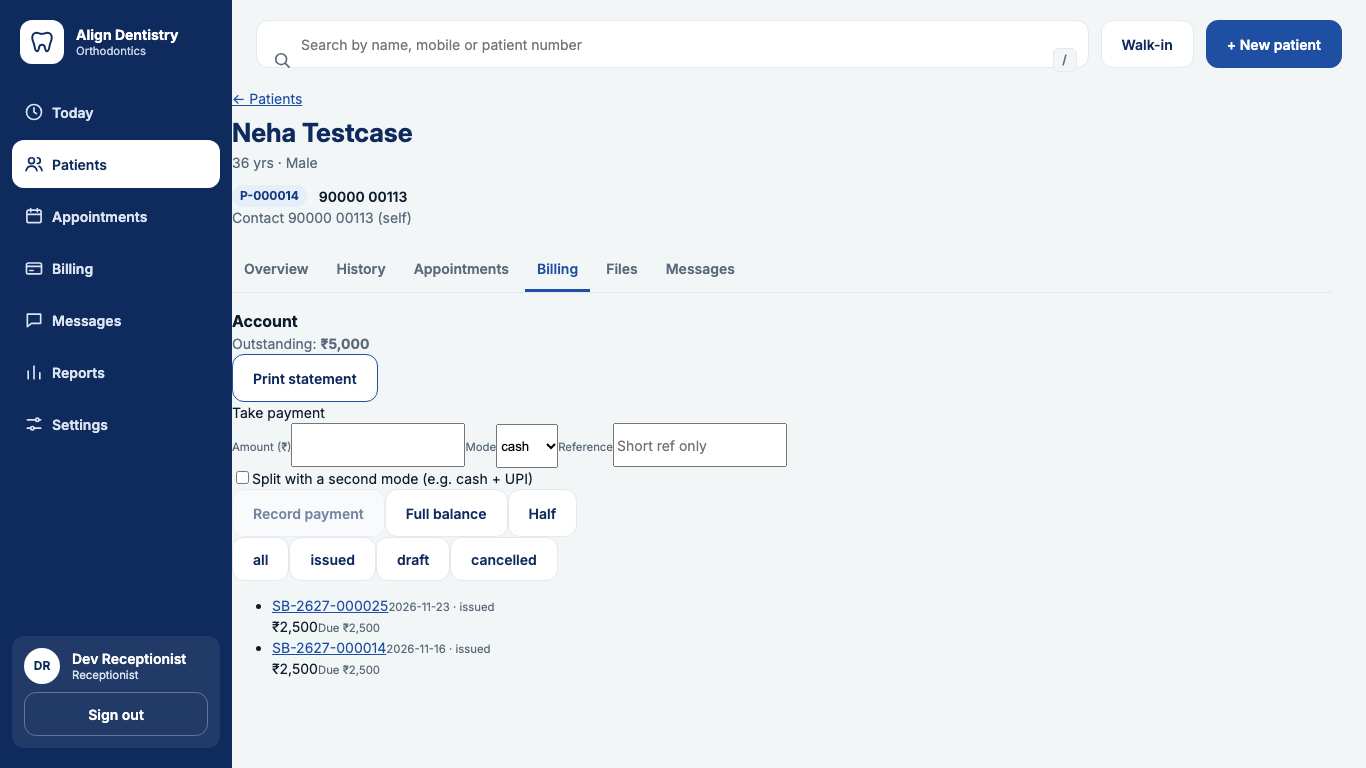 Align Dentistry
Orthodontics
Today
Patients
Appointments
Billing
Messages
Reports
Settings
DR
Dev Receptionist
Receptionist
Sign out
Search by name, mobile or patient number
/
Walk-in
+ New patient
← Patients
Neha Testcase
36 yrs · Male
P-000014 90000 00113
Contact 90000 00113 (self)
Overview History Appointments Billing Files Messages
Account
Outstanding: ₹5,000
Print statement
Take payment
Amount (₹) Mode cash Reference Short ref only
Split with a second mode (e.g. cash + UPI)
Record payment Full balance Half
all issued draft cancelled
SB-2627-000025 2026-11-23 · issued
₹2,500 Due ₹2,500
SB-2627-000014 2026-11-16 · issued
₹2,500 Due ₹2,500